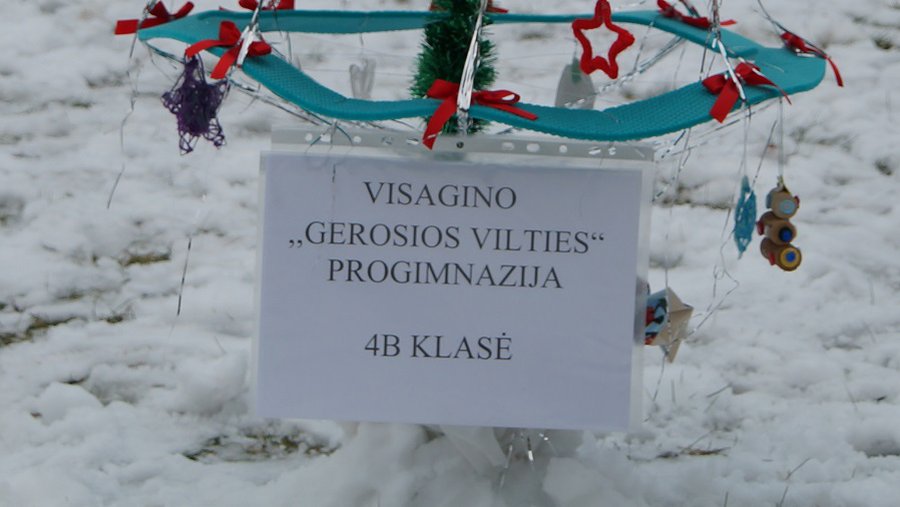 VISAGINO
„GEROSIOS VILTIES“
PROGIMNAZIJA
4B KLASĖ